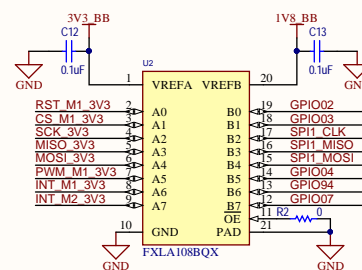 3V3_BB 1V8_BB
C12 C13
0.1uF 0.1uF
GND GND
U2
1 VREFA VREFB 20
RST_M1_3V3 2 A0 B0 19 GPIO02
CS_M1_3V3 3 A1 B1 18 GPIO03
SCK_3V3 4 A2 B2 17 SPI1_CLK
MISO_3V3 5 A3 B3 16 SPI1_MISO
MOSI_3V3 6 A4 B4 15 SPI1_MOSI
PWM_M1_3V3 7 A5 B5 14 GPIO04
INT_M1_3V3 8 A6 B6 13 GPIO94
INT_M2_3V3 9 A7 B7 12 GPIO07
OE 11 R2 0
10 GND PAD 21
GND FXLA108BQX GND